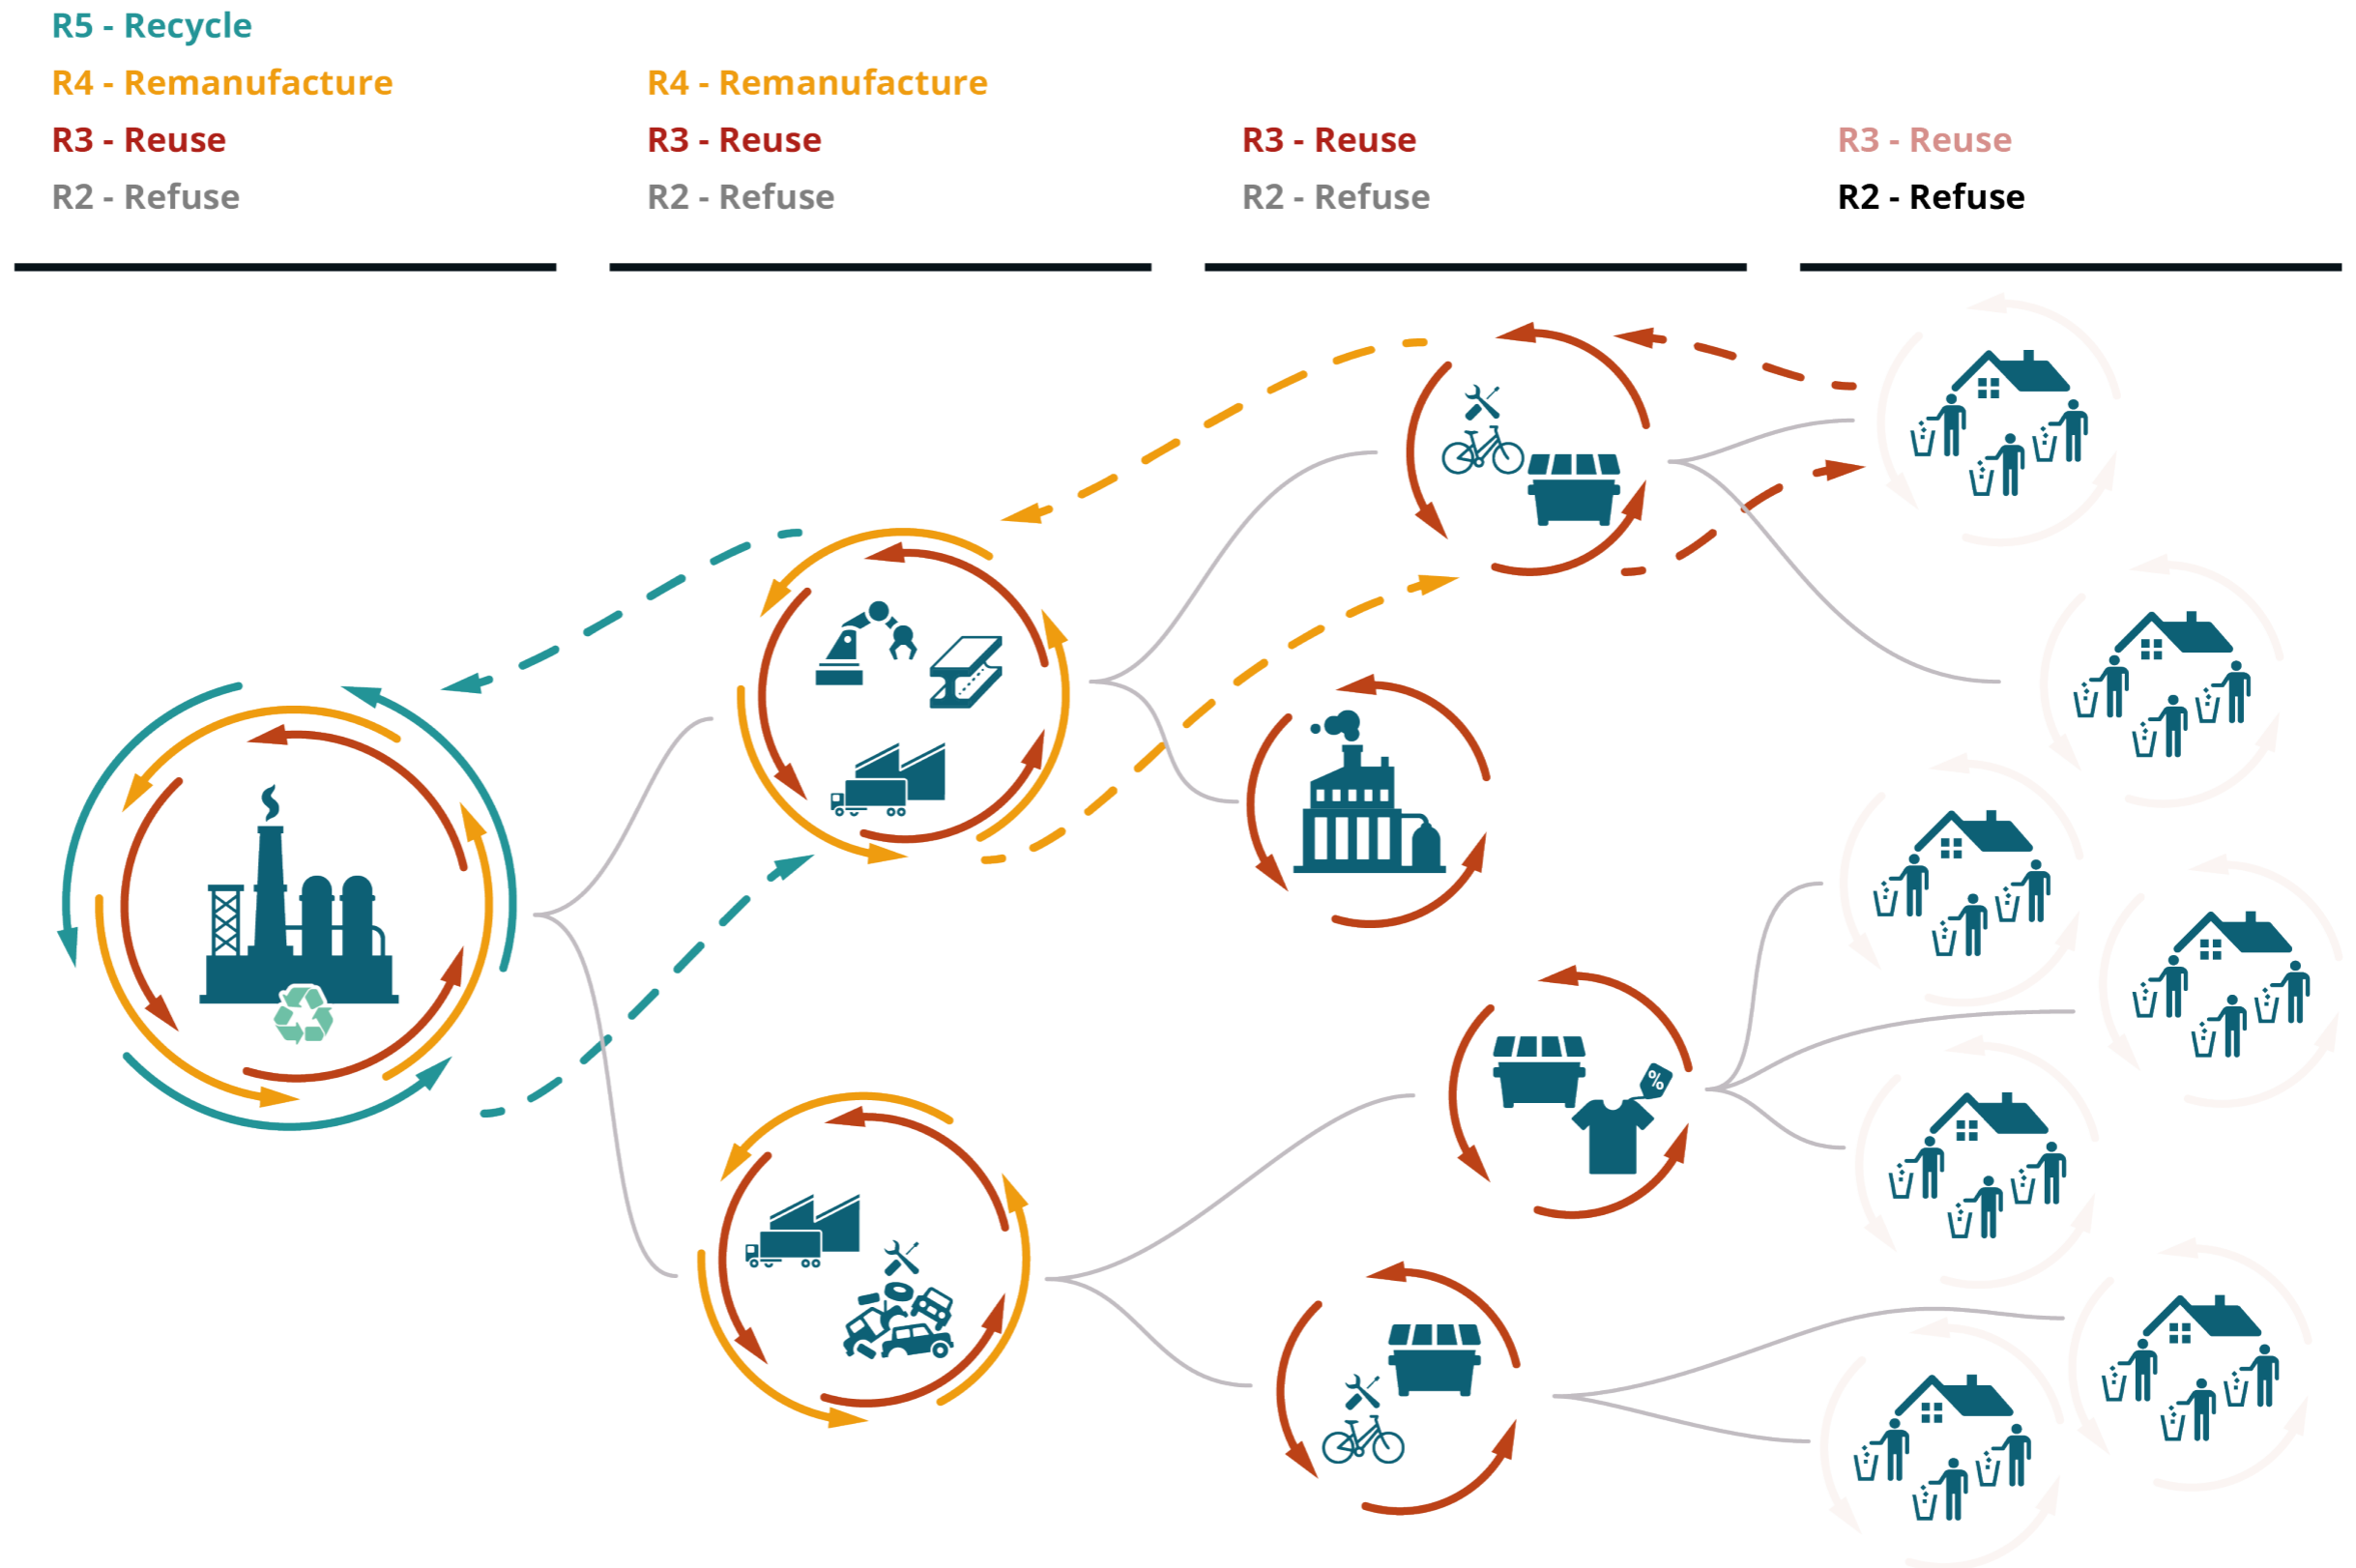 R5 - Recycle
R4 - Remanufacture
R3 - Reuse
R2 - Refuse
R4 - Remanufacture
R3 - Reuse
R2 - Refuse
R3 - Reuse
R2 - Refuse
R3 - Reuse
R2 - Refuse
%